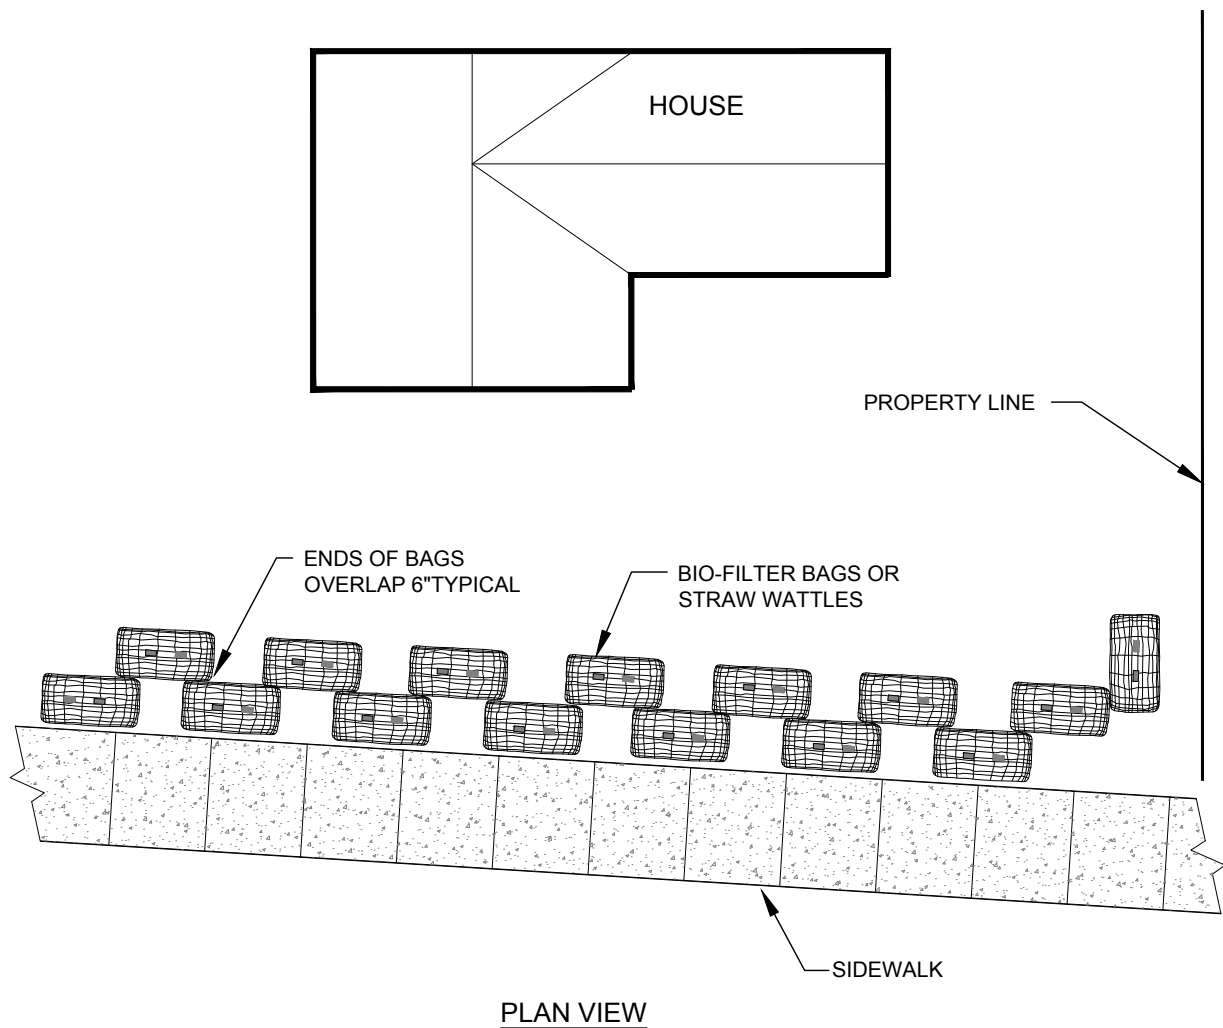 HOUSE
PROPERTY LINE
ENDS OF BAGS
OVERLAP 6"TYPICAL
BIO-FILTER BAGS OR
STRAW WATTLES
SIDEWALK
PLAN VIEW